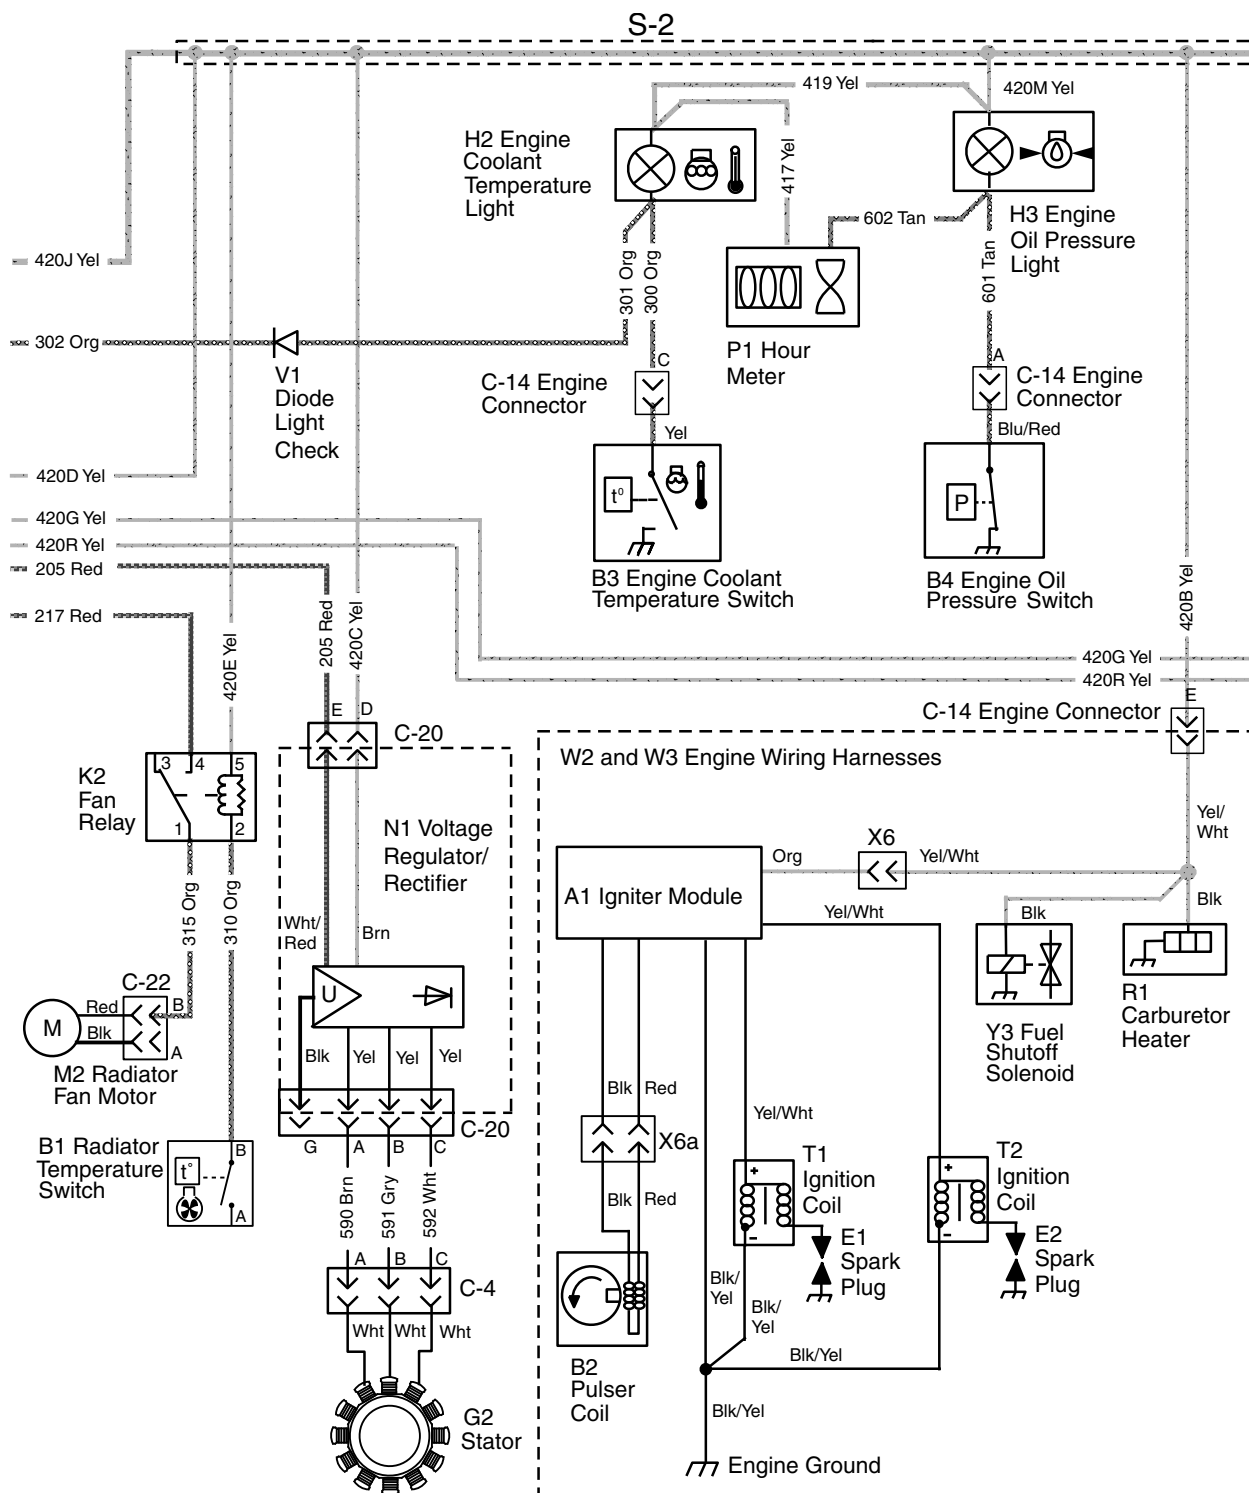 S-2
419 Yel
420M Yel
H2 Engine
Coolant
Temperature
Light
417 Yel
602 Tan
H3 Engine
Oil Pressure
Light
420J Yel
301 Org
300 Org
601 Tan
302 Org
V1
Diode
Light
Check
P1 Hour
Meter
C-14 Engine
Connector
C
A
C-14 Engine
Connector
Yel
Blu/Red
420D Yel
t°
P
420G Yel
420R Yel
205 Red
B3 Engine Coolant
Temperature Switch
B4 Engine Oil
Pressure Switch
217 Red
420E Yel
205 Red
420C Yel
420B Yel
420G Yel
420R Yel
E
D
C-20
C-14 Engine Connector
E
W2 and W3 Engine Wiring Harnesses
K2
Fan
Relay
3
4
5
1
2
N1 Voltage
Regulator/
Rectifier
Yel/
Wht
X6
Org
Yel/Wht
A1 Igniter Module
Yel/Wht
Blk
Blk
315 Org
310 Org
Wht/
Red
Brn
C-22
Red
B
M
Blk
A
M2 Radiator
Fan Motor
U
R1
Carburetor
Heater
Y3 Fuel
Shutoff
Solenoid
Blk
Yel
Yel
Yel
Blk
Red
Yel/Wht
C-20
G
A
B
C
X6a
B1 Radiator
Temperature
Switch
B
t°
A
T1
Ignition
Coil
+
-
T2
Ignition
Coil
+
-
590 Brn
591 Gry
592 Wht
Blk
Red
E1
Spark
Plug
E2
Spark
Plug
A
B
C
C-4
Blk/
Yel
Blk/
Yel
Wht
Wht
Wht
Blk/Yel
B2
Pulser
Coil
G2
Stator
Blk/Yel
Engine Ground